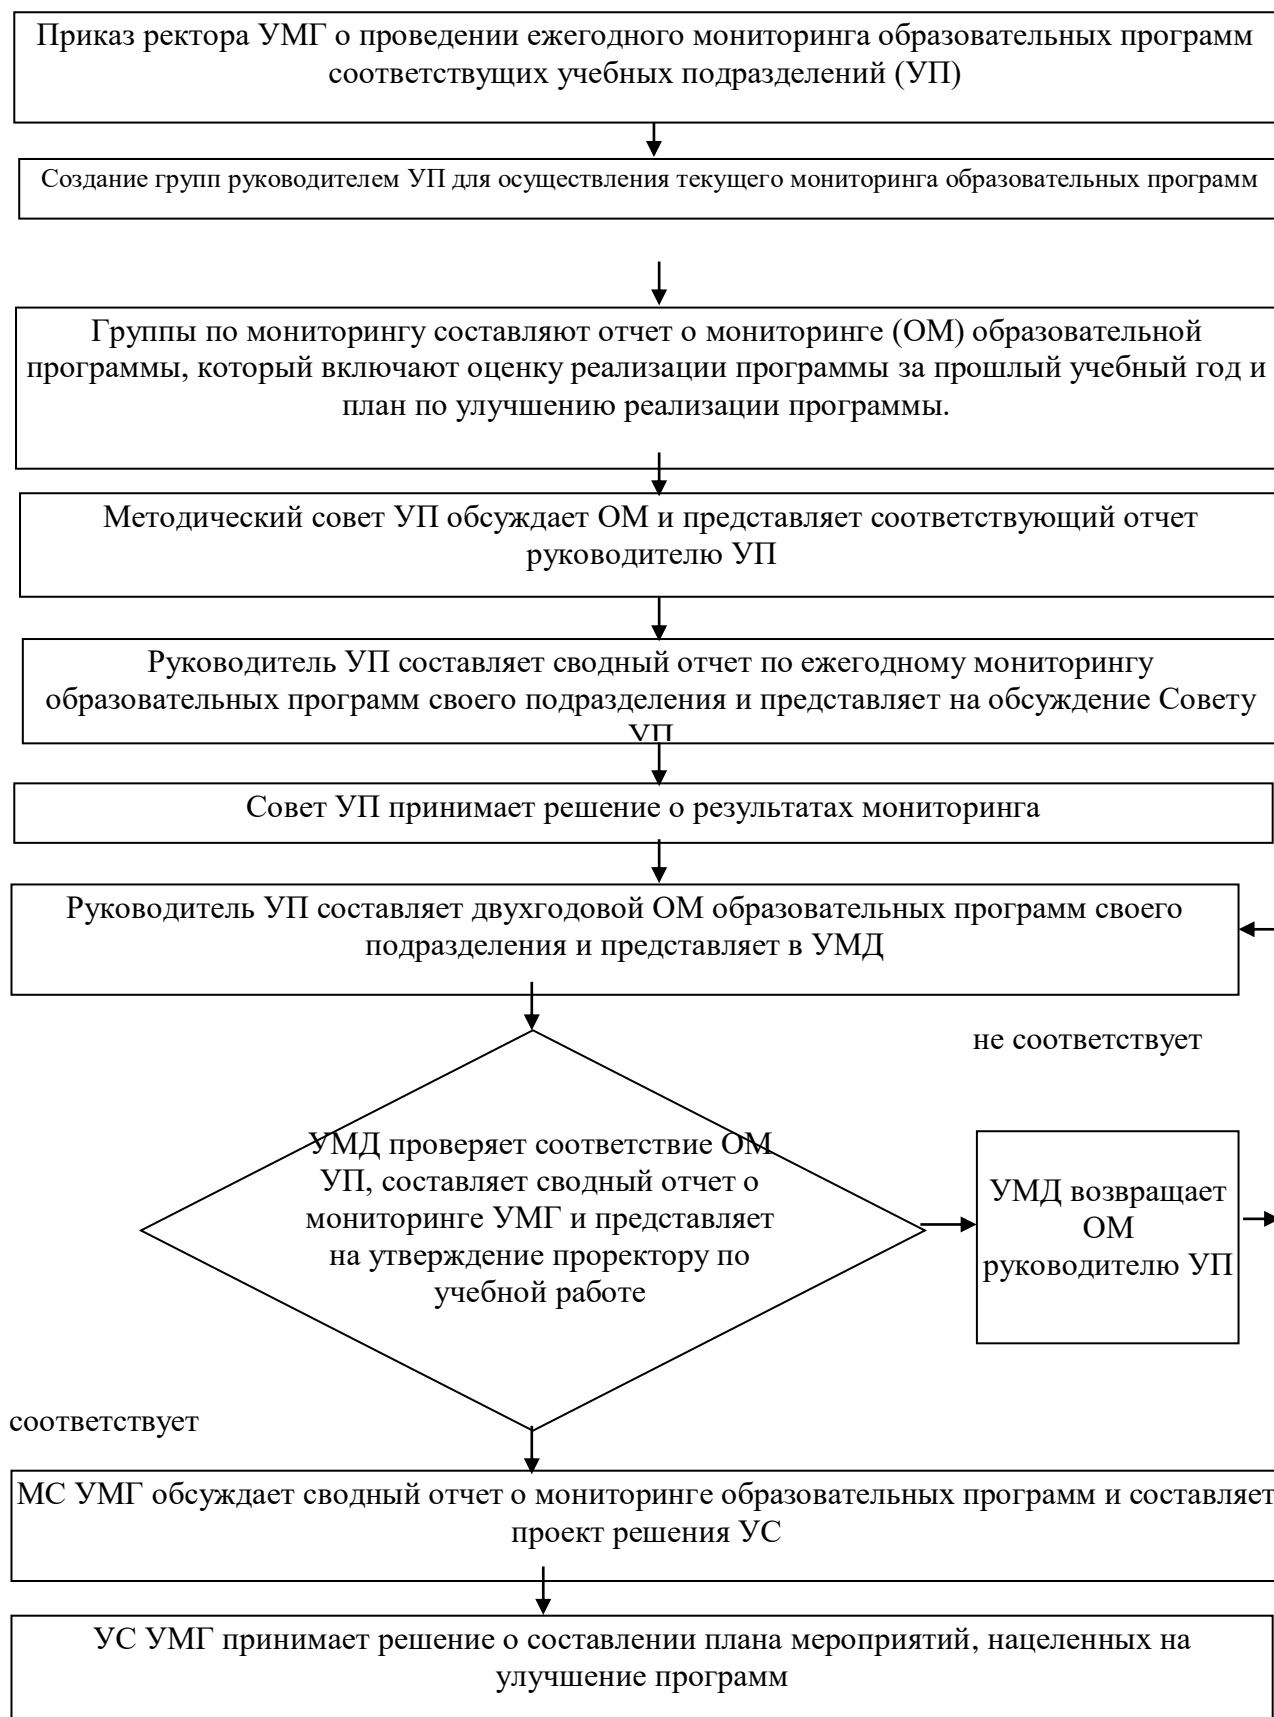 Приказ ректора УМГ о проведении ежегодного мониторинга образовательных программ
соответствущих учебных подразделений (УП)
Создание групп руководителем УП для осуществления текущего мониторинга образовательных программ
Группы по мониторингу составляют отчет о мониторинге (ОМ) образовательной
программы, который включают оценку реализации программы за прошлый учебный год и
план по улучшению реализации программы.
Методический совет УП обсуждает ОМ и представляет соответствующий отчет
руководителю УП
Руководитель УП составляет сводный отчет по ежегодному мониторингу
образовательных программ своего подразделения и представляет на обсуждение Совету
УП
Совет УП принимает решение о результатах мониторинга
Руководитель УП составляет двухгодовой ОМ образовательных программ своего
подразделения и представляет в УМД
не соответствует
УМД проверяет соответствие ОМ
УП, составляет сводный отчет о
мониторинге УМГ и представляет
на утверждение проректору по
учебной работе
УМД возвращает
ОМ
руководителю УП
соответствует
МС УМГ обсуждает сводный отчет о мониторинге образовательных программ и составляет
проект решения УС
УС УМГ принимает решение о составлении плана мероприятий, нацеленных на
улучшение программ